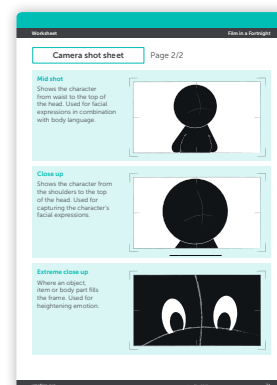 Worksheet
Film in a Fortnight
Camera shot sheet
Page 2/2
Mid shot
Shows the character
from waist to the top of
the head. Used for facial
expressions in combination
with body language.
Close up
Shows the character from
the shoulders to the top
of the head. Used for
capturing the character's
facial expressions.
Extreme close up
Where an object,
item or body part fills
the frame. Used for
heightening emotion.